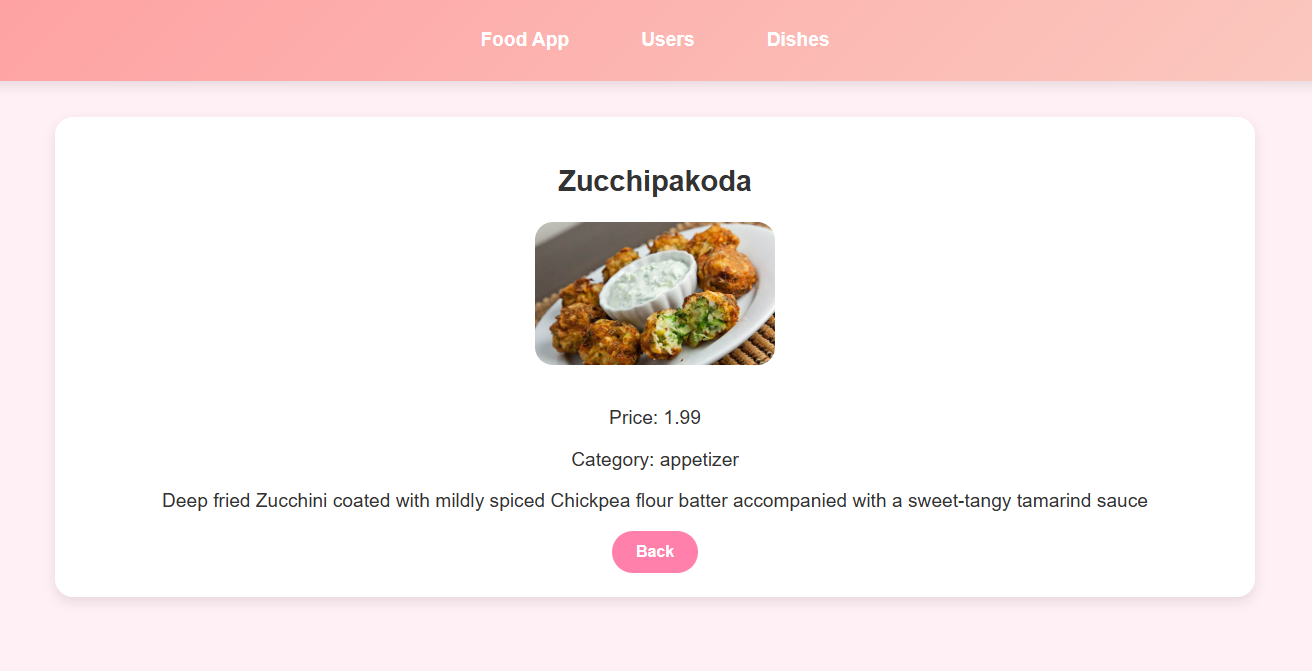 Food App Users Dishes
Zucchipakoda
Price: 1.99
Category: appetizer
Deep fried Zucchini coated with mildly spiced Chickpea flour batter accompanied with a sweet-tangy tamarind sauce
Back